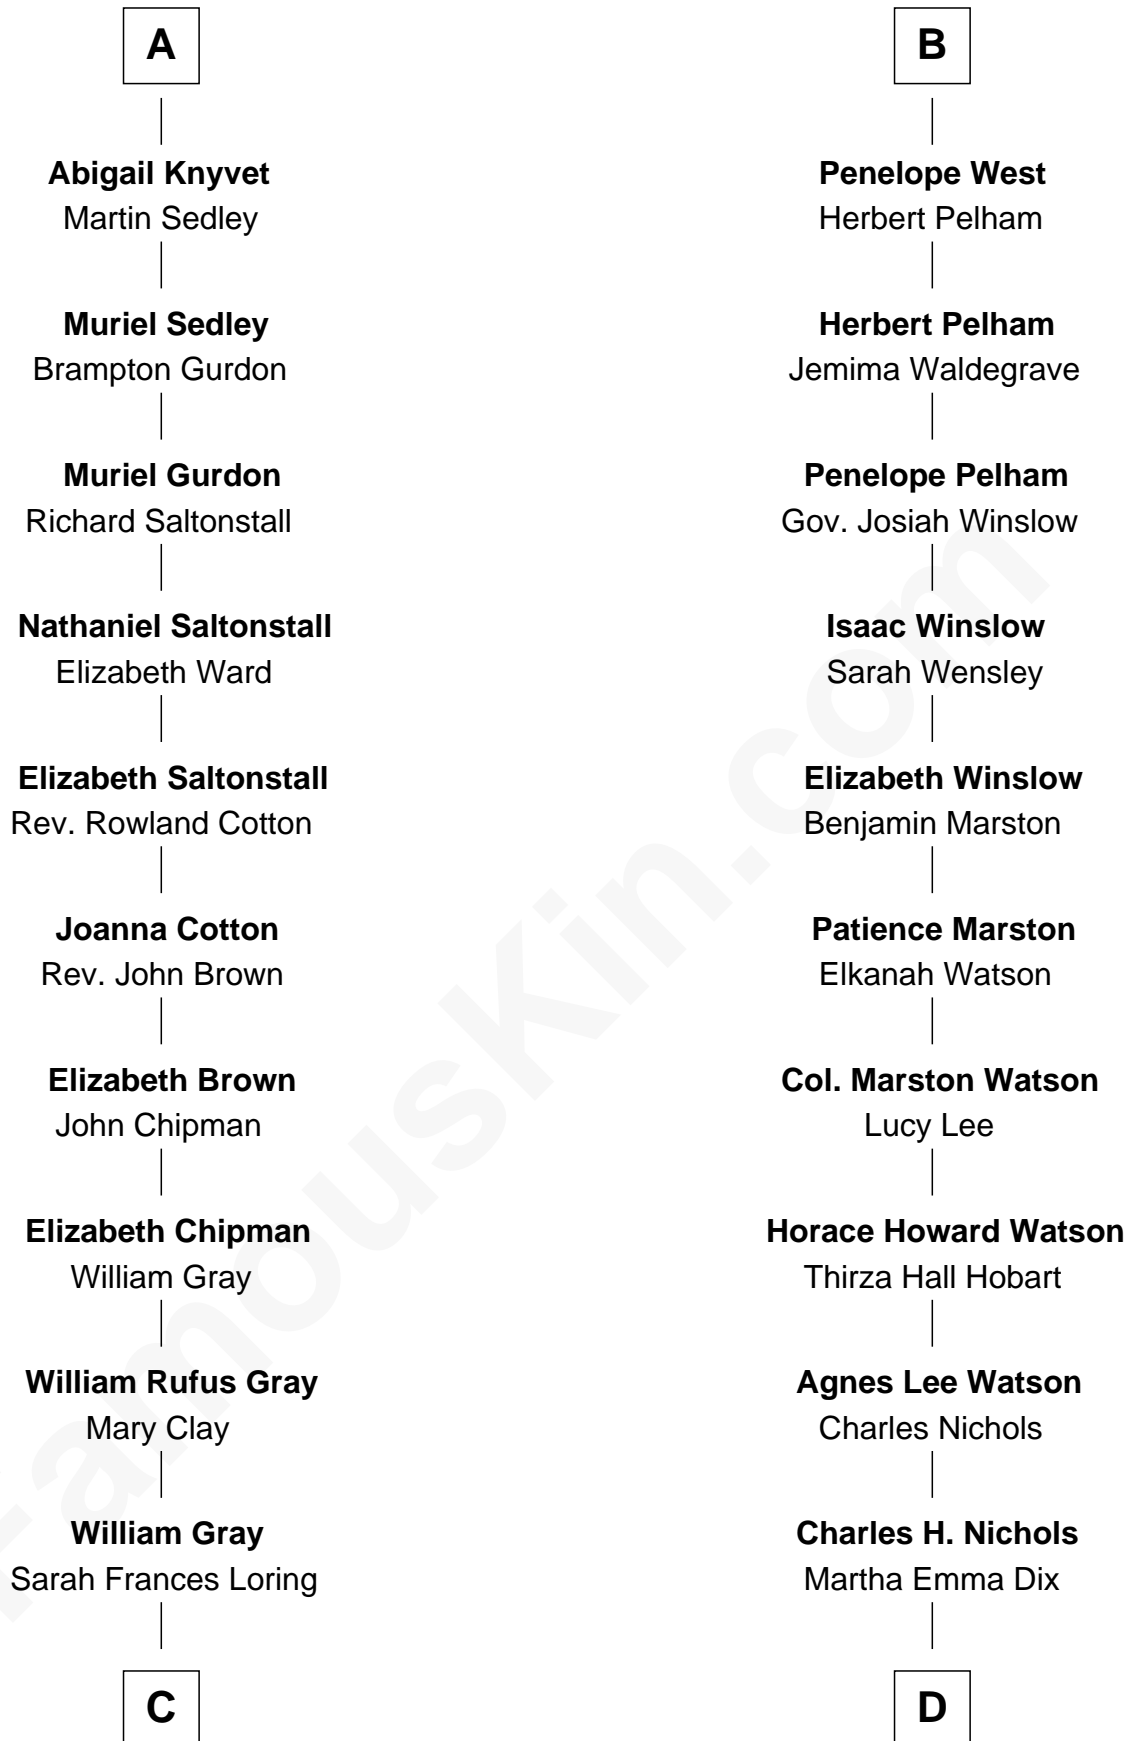 A
Abigail Knyvet
Martin Sedley
Muriel Sedley
Brampton Gurdon
Muriel Gurdon
Richard Saltonstall
Nathaniel Saltonstall
Elizabeth Ward
Elizabeth Saltonstall
Rev. Rowland Cotton
Joanna Cotton
Rev. John Brown
Elizabeth Brown
John Chipman
Elizabeth Chipman
William Gray
William Rufus Gray
Mary Clay
William Gray
Sarah Frances Loring
C
B
Penelope West
Herbert Pelham
Herbert Pelham
Jemima Waldegrave
Penelope Pelham
Gov. Josiah Winslow
Isaac Winslow
Sarah Wensley
Elizabeth Winslow
Benjamin Marston
Patience Marston
Elkanah Watson
Col. Marston Watson
Lucy Lee
Horace Howard Watson
Thirza Hall Hobart
Agnes Lee Watson
Charles Nichols
Charles H. Nichols
Martha Emma Dix
D
FamousKin.com